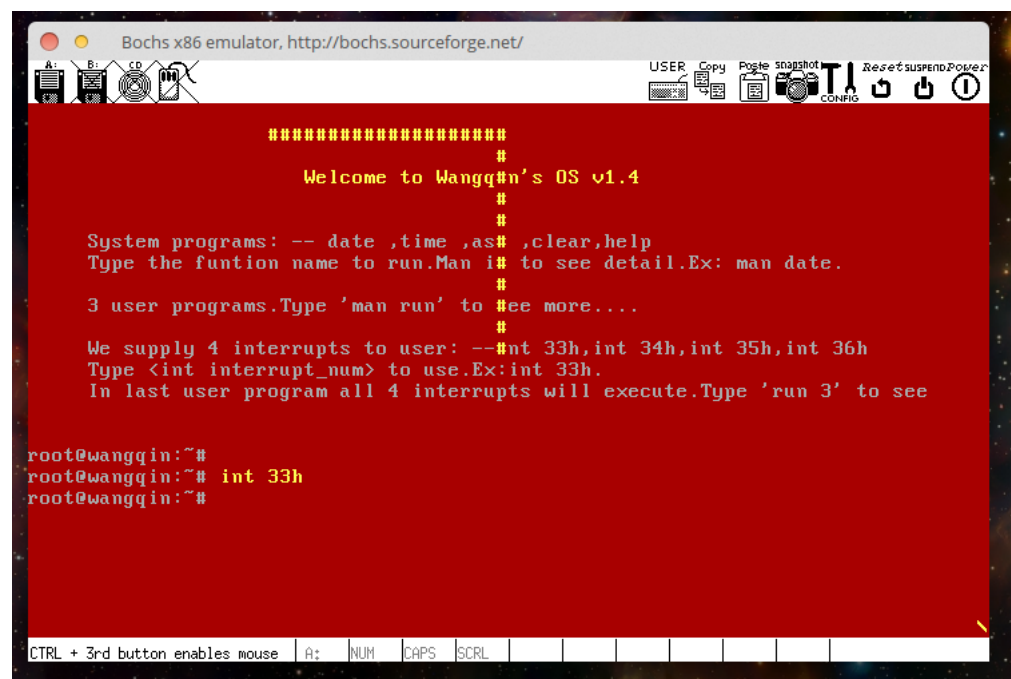 Bochs x86 emulator, http://bochs.sourceforge.net/
A: B: CD USER Copy Paste snapshot CONFIG Reset SUSPEND Power
####################
#
Welcome to Wangq#n's OS v1.4
#
#
System programs: -- date ,time ,as# ,clear,help
Type the funtion name to run.Man i# to see detail.Ex: man date.
#
3 user programs.Type 'man run' to #ee more....
#
We supply 4 interrupts to user: --#nt 33h,int 34h,int 35h,int 36h
Type <int interrupt_num> to use.Ex:int 33h.
In last user program all 4 interrupts will execute.Type 'run 3' to see
root@wangqin:~#
root@wangqin:~# int 33h
root@wangqin:~#
\
CTRL + 3rd button enables mouse A: NUM CAPS SCRL